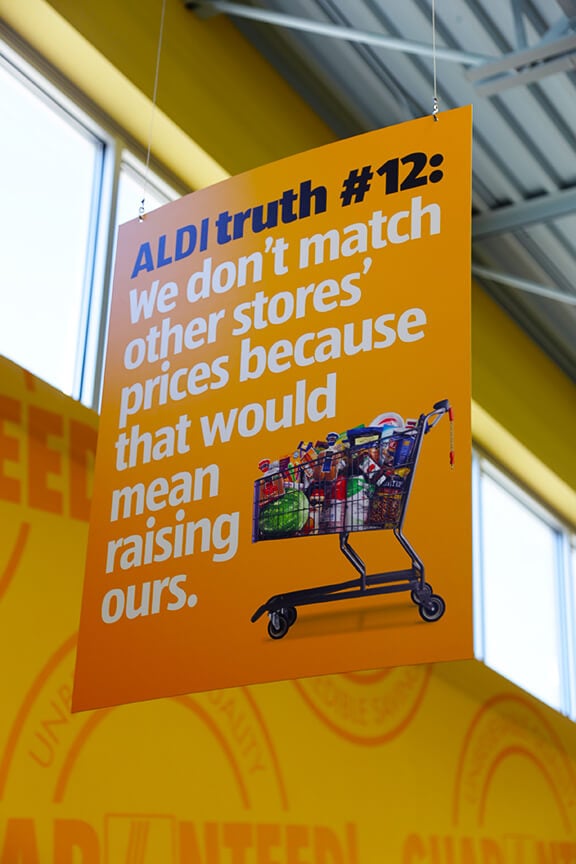 ALDI truth #12:
We don't match
other stores'
prices because
that would
mean
raising
ours.